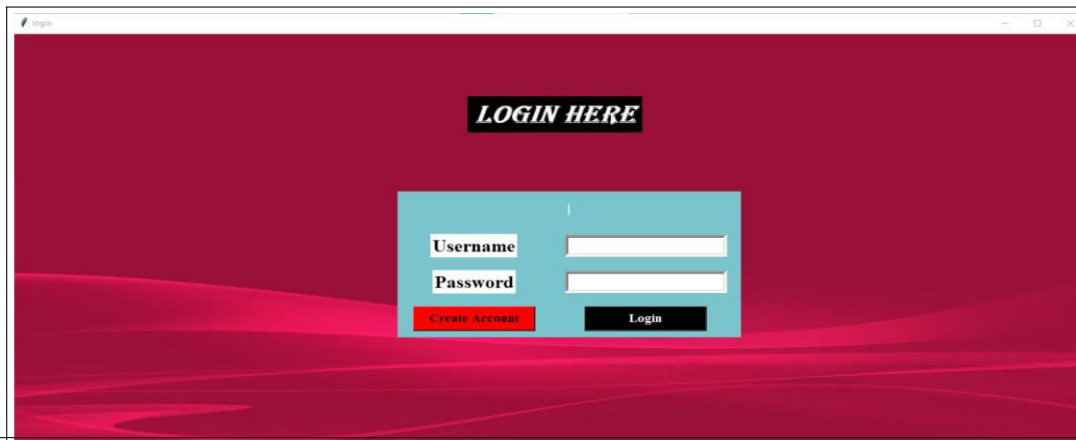 login
LOGIN HERE
Username
Password
Create Account
Login